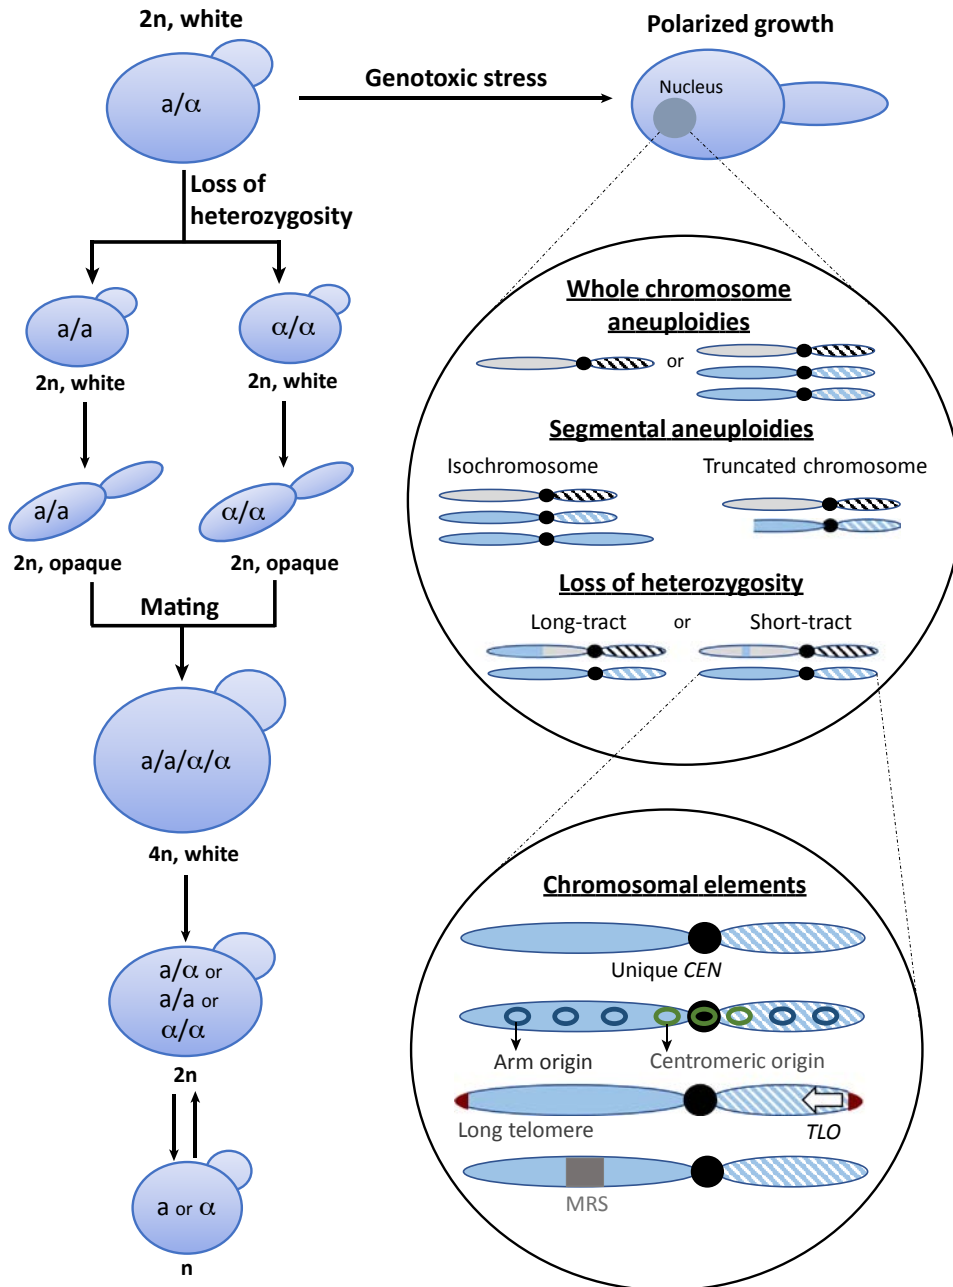 2n, white
a/α
Genotoxic stress
Polarized growth
Nucleus
Loss of
heterozygosity
a/a
α/α
2n, white
2n, white
a/a
α/α
2n, opaque
2n, opaque
Mating
a/a/α/α
4n, white
a/α or
a/a or
α/α
2n
a or α
n
Whole chromosome
aneuploidies
or
Segmental aneuploidies
Isochromosome
Truncated chromosome
Loss of heterozygosity
Long-tract
or
Short-tract
Chromosomal elements
Unique CEN
Arm origin
Centromeric origin
Long telomere
TLO
MRS